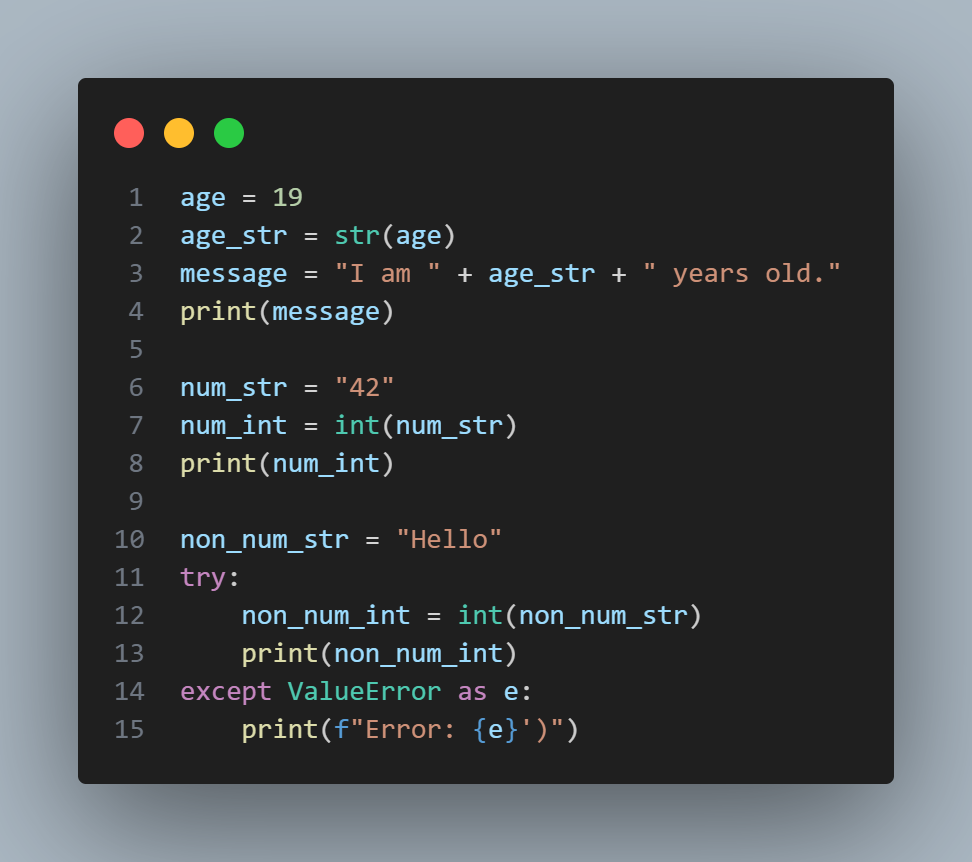 1 age = 19
2 age_str = str(age)
3 message = "I am " + age_str + " years old."
4 print(message)
5
6 num_str = "42"
7 num_int = int(num_str)
8 print(num_int)
9
10 non_num_str = "Hello"
11 try:
12     non_num_int = int(non_num_str)
13     print(non_num_int)
14 except ValueError as e:
15     print(f"Error: {e}')")